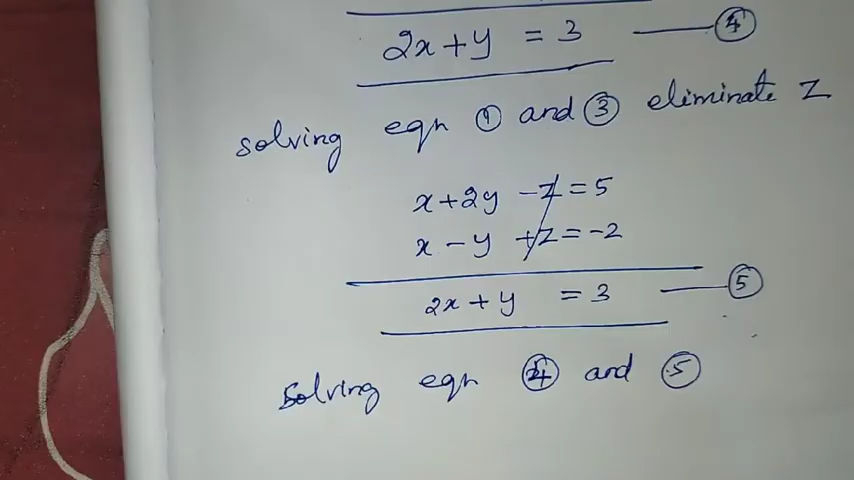 2x+y = 3 —— ④
solving eqn ① and ③ eliminate z
x+2y -z = 5
x - y +z = -2
2x + y = 3 —— ⑤
solving eqn ④ and ⑤